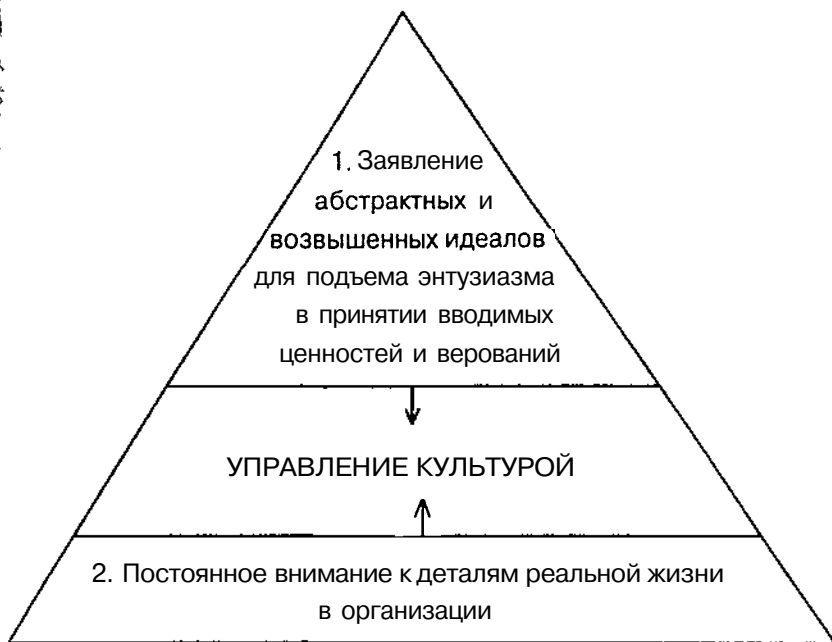 1. Заявление
абстрактных и
возвышенных идеалов
для подъема энтузиазма
в принятии вводимых
ценностей и верований
УПРАВЛЕНИЕ КУЛЬТУРОЙ
2. Постоянное внимание к деталям реальной жизни
в организации